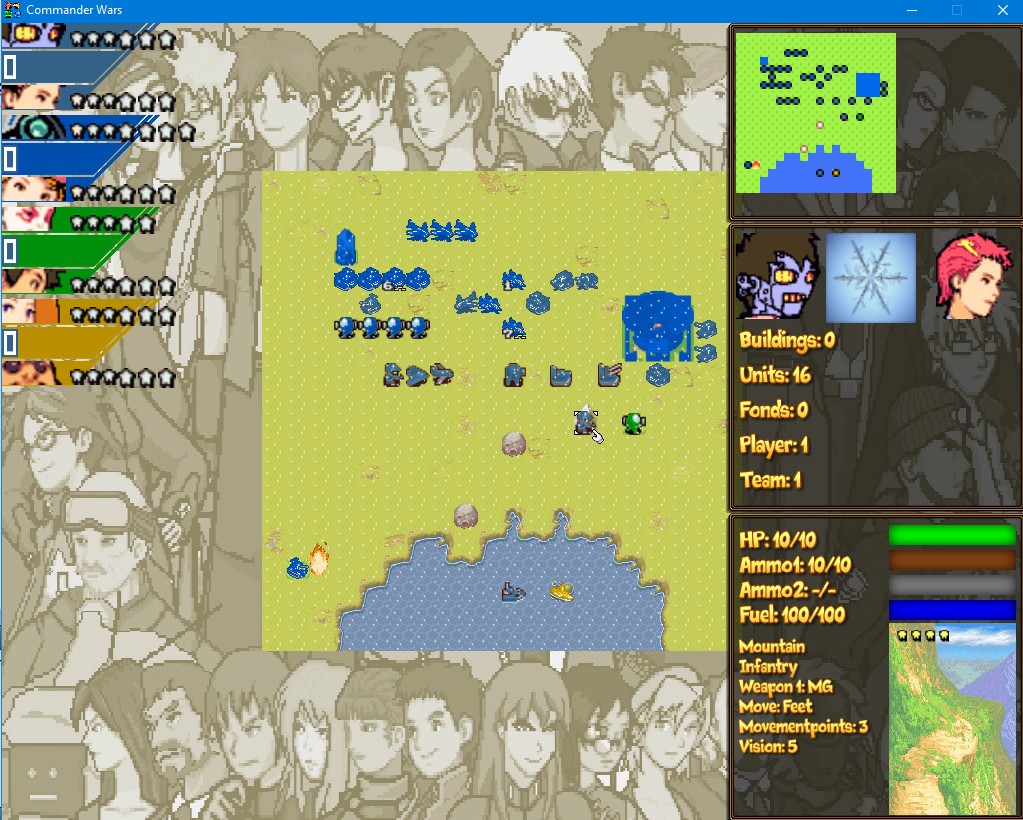 Commander Wars
Buildings: 0
Units: 16
Fonds: 0
Player: 1
Team: 1
HP: 10/10
Ammo1: 10/10
Ammo2: -/-
Fuel: 100/100
Mountain
Infantry
Weapon 1: MG
Move: Feet
Movementpoints: 3
Vision: 5